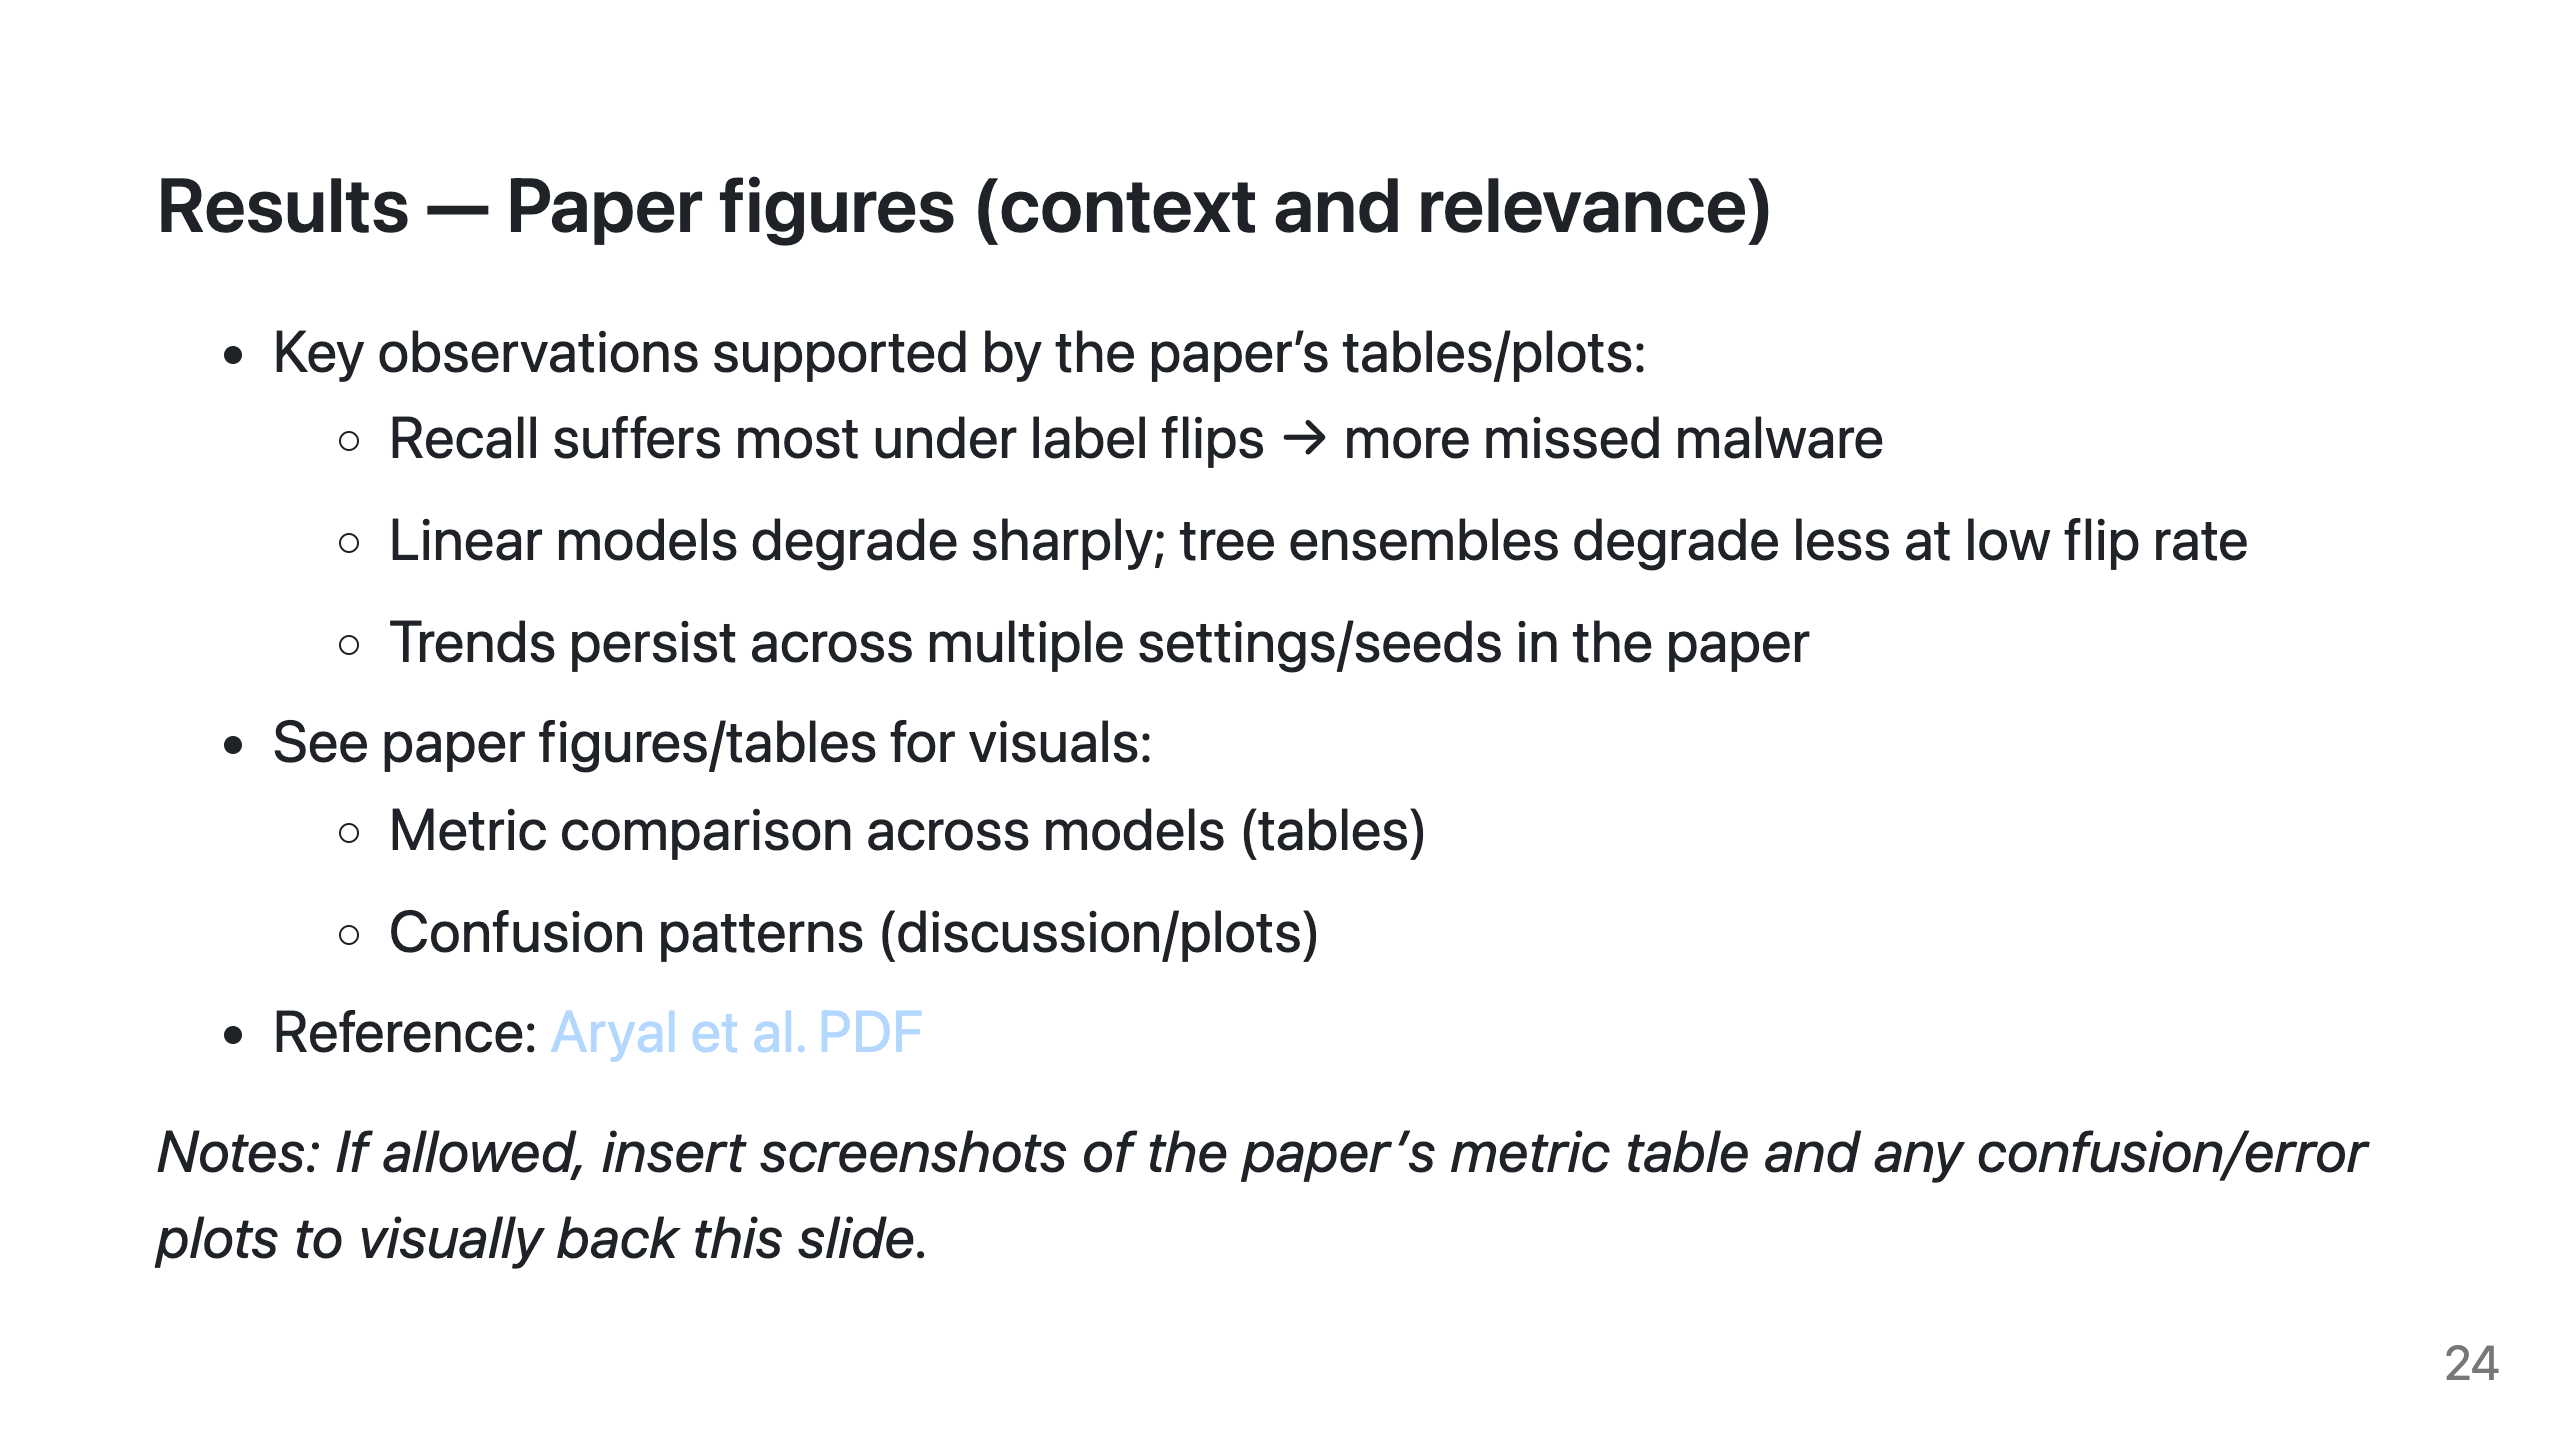 Results — Paper figures (context and relevance)
• Key observations supported by the paper’s tables/plots:
○ Recall suffers most under label flips → more missed malware
○ Linear models degrade sharply; tree ensembles degrade less at low flip rate
○ Trends persist across multiple settings/seeds in the paper
• See paper figures/tables for visuals:
○ Metric comparison across models (tables)
○ Confusion patterns (discussion/plots)
• Reference: Aryal et al. PDF
Notes: If allowed, insert screenshots of the paper’s metric table and any confusion/error
plots to visually back this slide.
24